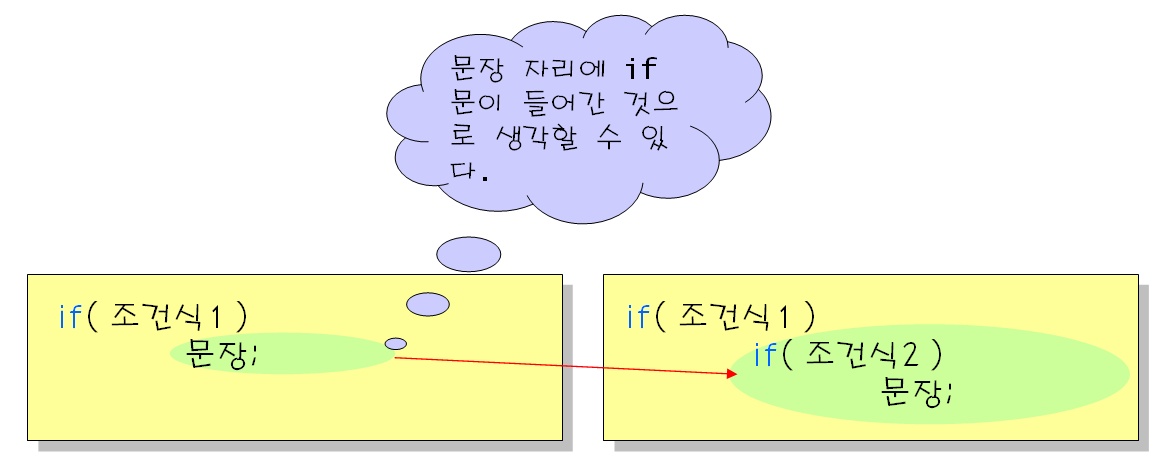 문장 자리에 if
문이 들어간 것으
로 생각할 수 있
다.
if( 조건식1 )
문장;
if( 조건식1 )
if( 조건식2 )
문장;